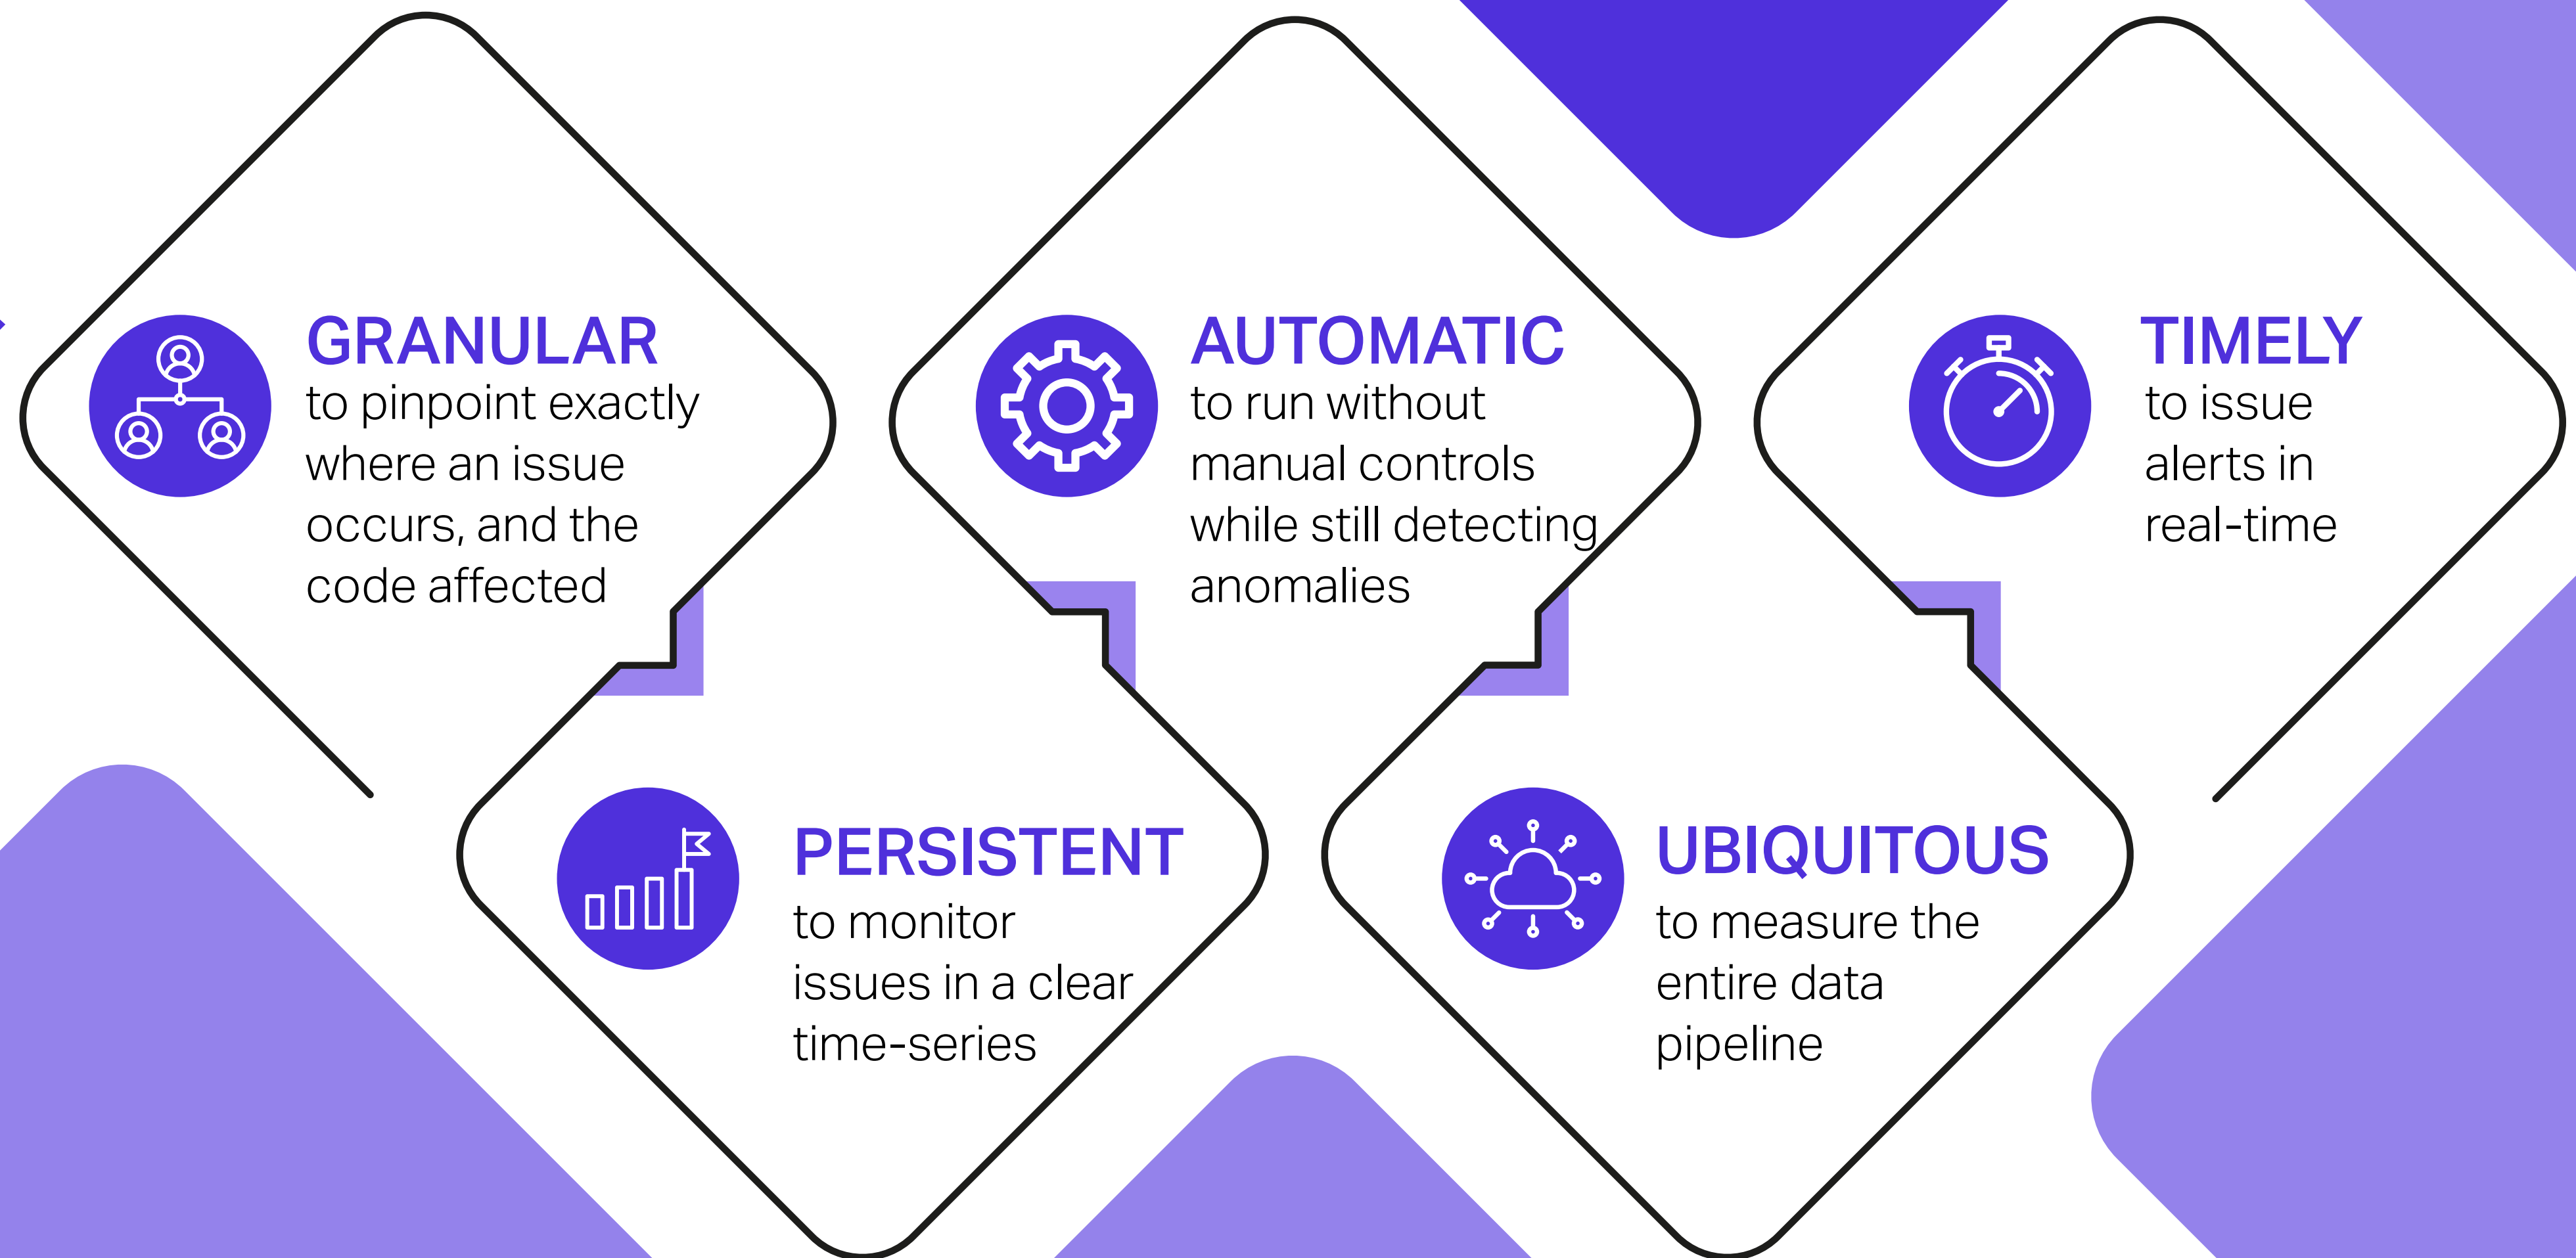 GRANULAR
to pinpoint exactly
where an issue
occurs, and the
code affected
PERSISTENT
to monitor
issues in a clear
time-series
AUTOMATIC
to run without
manual controls
while still detecting
anomalies
UBIQUITOUS
to measure the
entire data
pipeline
TIMELY
to issue
alerts in
real-time